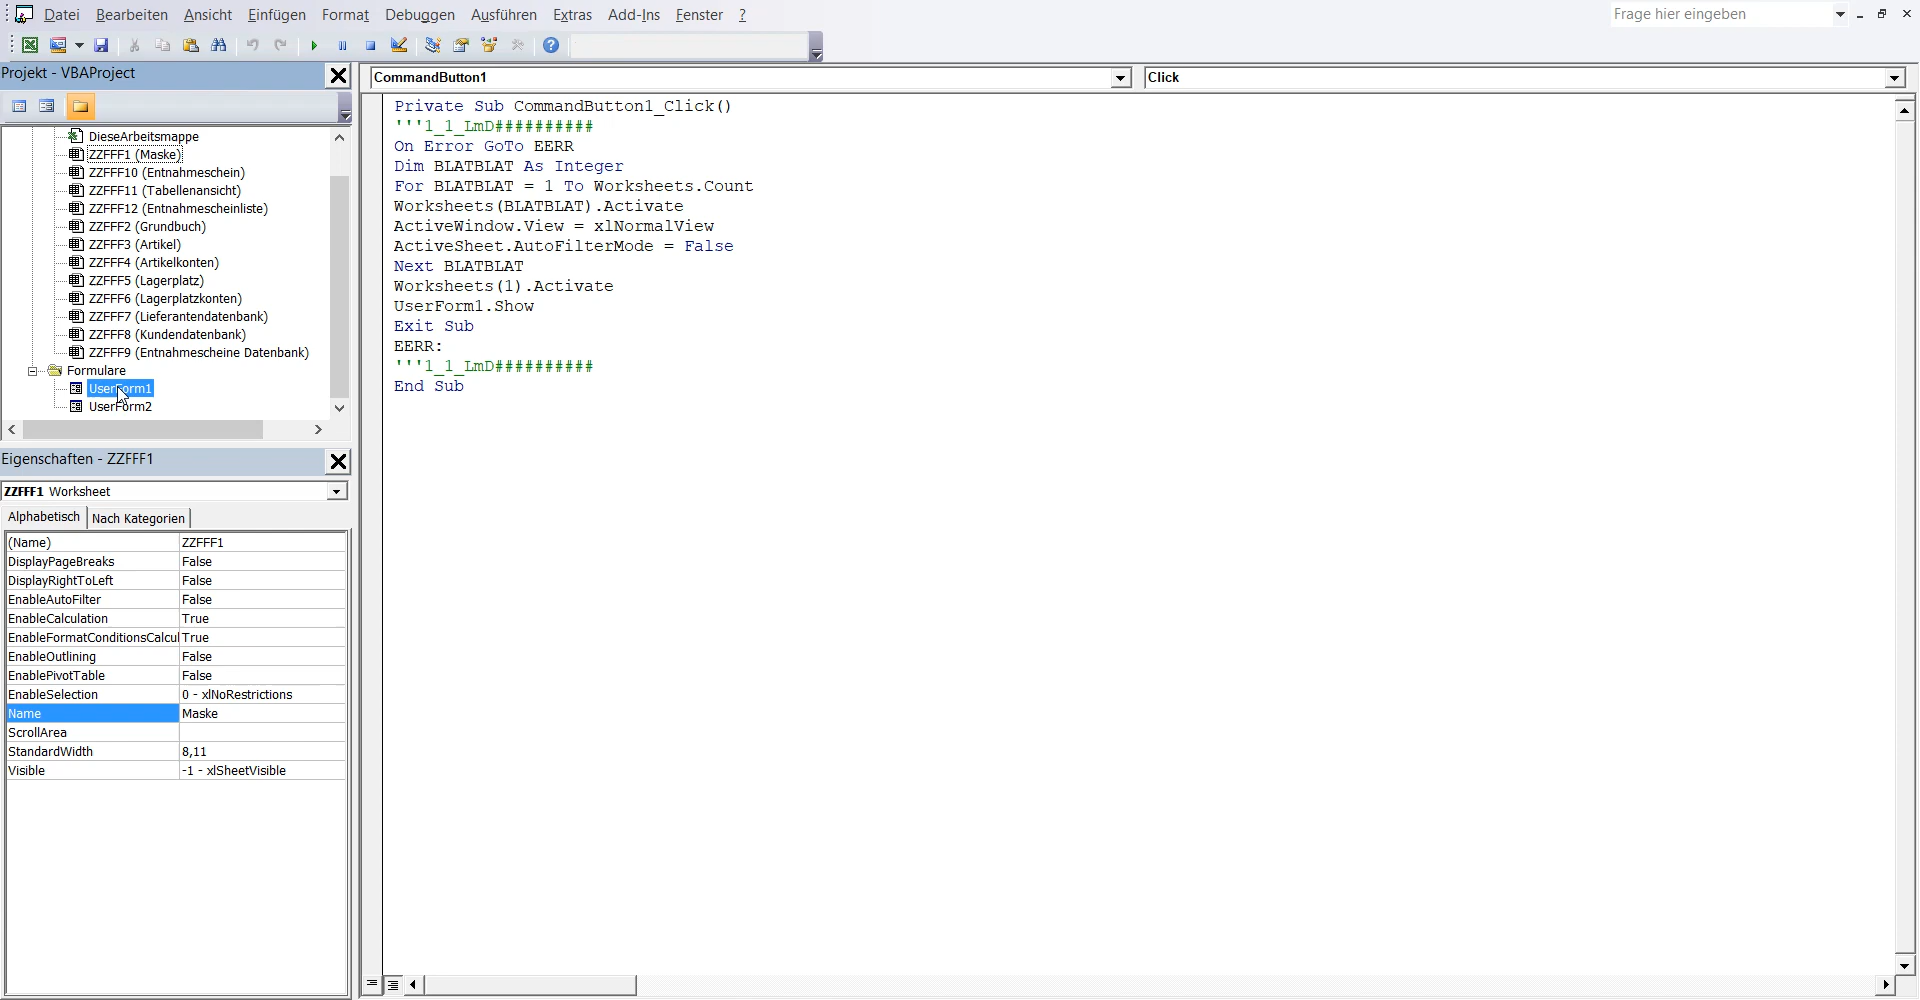 Datei Bearbeiten Ansicht Einfügen Format Debuggen Ausführen Extras Add-Ins Fenster ?
Frage hier eingeben
Projekt - VBAProject
DieseArbeitsmappe
ZZFFF1 (Maske)
ZZFFF10 (Entnahmeschein)
ZZFFF11 (Tabellenansicht)
ZZFFF12 (Entnahmescheinliste)
ZZFFF2 (Grundbuch)
ZZFFF3 (Artikel)
ZZFFF4 (Artikelkonten)
ZZFFF5 (Lagerplatz)
ZZFFF6 (Lagerplatzkonten)
ZZFFF7 (Lieferantendatenbank)
ZZFFF8 (Kundendatenbank)
ZZFFF9 (Entnahmescheine Datenbank)
Formulare
UserForm1
UserForm2
Eigenschaften - ZZFFF1
ZZFFF1 Worksheet
Alphabetisch Nach Kategorien
(Name) ZZFFF1
DisplayPageBreaks False
DisplayRightToLeft False
EnableAutoFilter False
EnableCalculation True
EnableFormatConditionsCalcul True
EnableOutlining False
EnablePivotTable False
EnableSelection 0 - xlNoRestrictions
Name Maske
ScrollArea
StandardWidth 8,11
Visible -1 - xlSheetVisible
CommandButton1 Click
Private Sub CommandButton1_Click()
'''1_1_LmD##########
On Error GoTo EERR
Dim BLATBLAT As Integer
For BLATBLAT = 1 To Worksheets.Count
Worksheets(BLATBLAT).Activate
ActiveWindow.View = xlNormalView
ActiveSheet.AutoFilterMode = False
Next BLATBLAT
Worksheets(1).Activate
UserForm1.Show
Exit Sub
EERR:
'''1_1_LmD##########
End Sub